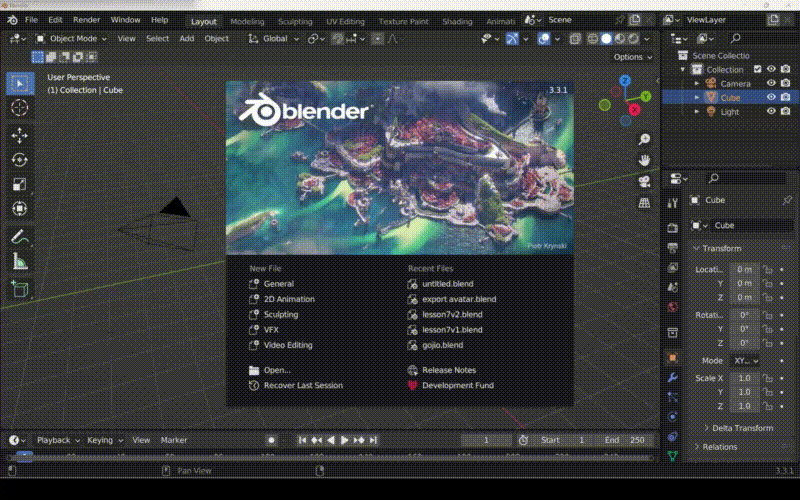 File Edit Render Window Help Layout Modeling Sculpting UV Editing Texture Paint Shading Animati Scene ViewLayer
Object Mode View Select Add Object Global
Options
User Perspective
(1) Collection | Cube
Z
Y
X
Scene Collectio
Collection
Camera
Cube
Light
blender
3.3.1
Piotr Krynski
New File
General
2D Animation
Sculpting
VFX
Video Editing
Open...
Recover Last Session
Recent Files
untitled.blend
export avatar.blend
lesson7v2.blend
lesson7v1.blend
gojio.blend
Release Notes
Development Fund
Cube
Cube
Transform
Locati... 0 m
Y 0 m
Z 0 m
Rotati... 0°
Y 0°
Z 0°
Mode XY...
Scale X 1.0
Y 1.0
Z 1.0
Delta Transform
Relations
Playback Keying View Marker 1 Start 1 End 250
Pan View 3.3.1